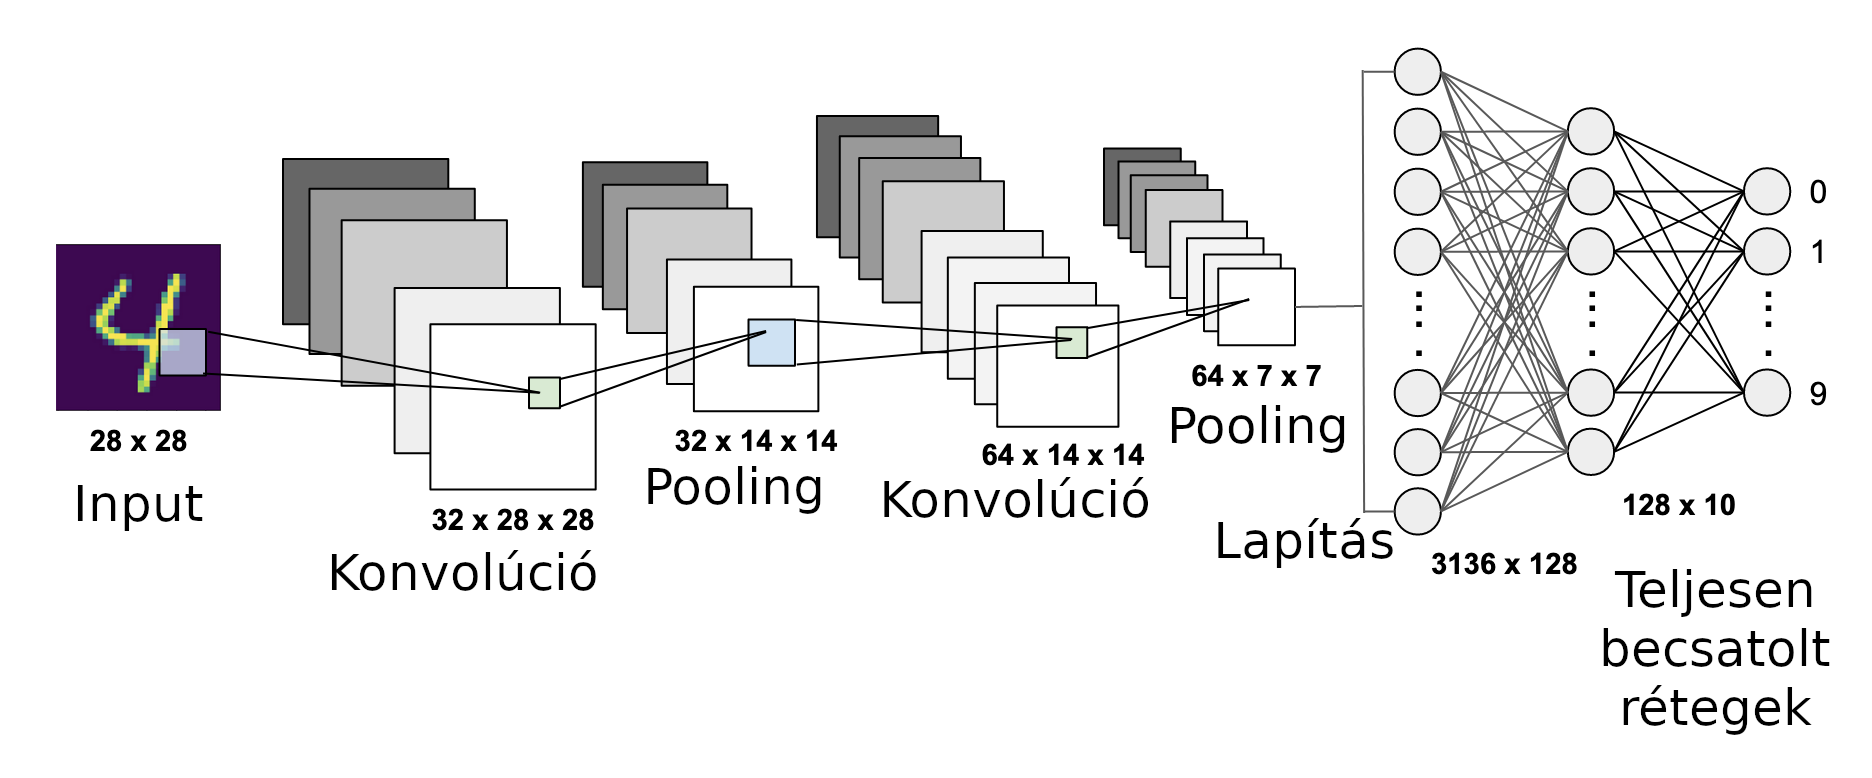 28 x 28
Input
32 x 28 x 28
Konvolúció
32 x 14 x 14
Pooling
64 x 14 x 14
Konvolúció
64 x 7 x 7
Pooling
Lapítás
3136 x 128
128 x 10
Teljesen
becsatolt
rétegek
0
1
9